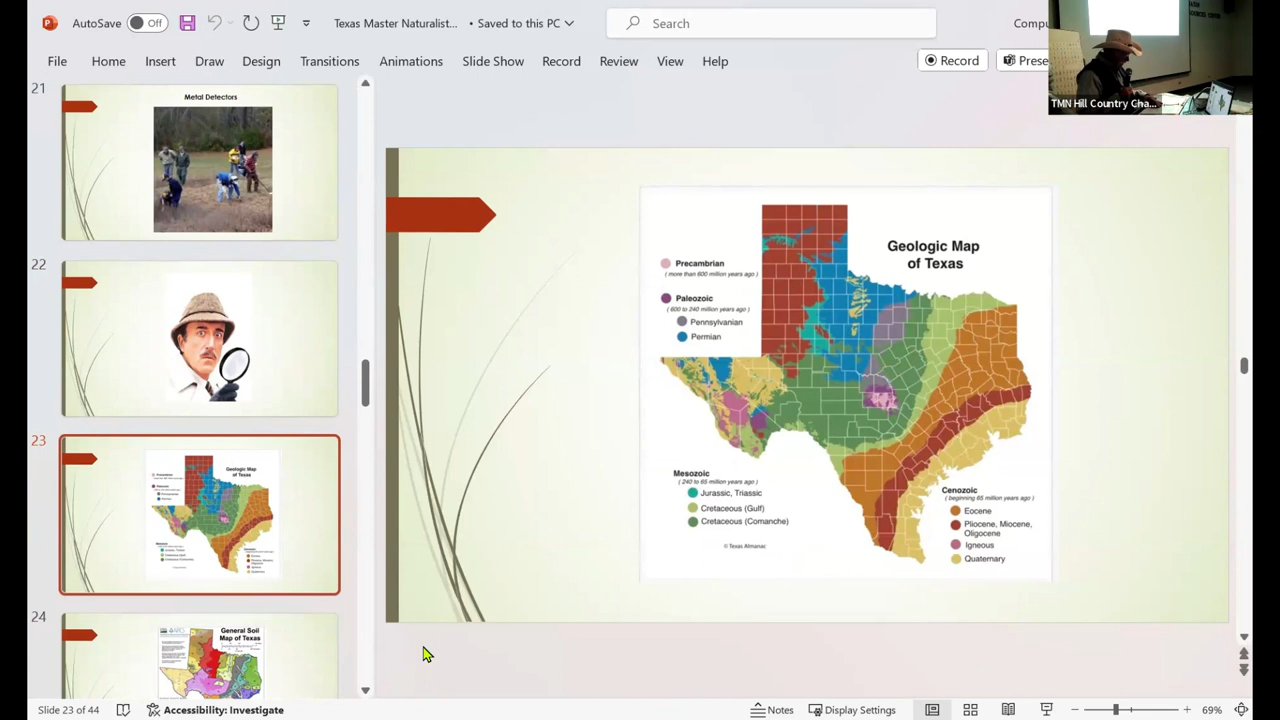 AutoSave Off Texas Master Naturalist... • Saved to this PC Search Compu
File Home Insert Draw Design Transitions Animations Slide Show Record Review View Help Record Prese
TMN Hill Country Cha...
21
Metal Detectors
22
23
24
General Soil
Map of Texas
Geologic Map
of Texas
Precambrian
( more than 600 million years ago )
Paleozoic
( 600 to 240 million years ago )
Pennsylvanian
Permian
Mesozoic
( 240 to 65 million years ago )
Jurassic, Triassic
Cretaceous (Gulf)
Cretaceous (Comanche)
© Texas Almanac
Cenozoic
( beginning 65 million years ago )
Eocene
Pliocene, Miocene,
Oligocene
Igneous
Quaternary
Slide 23 of 44 Accessibility: Investigate Notes Display Settings 69%